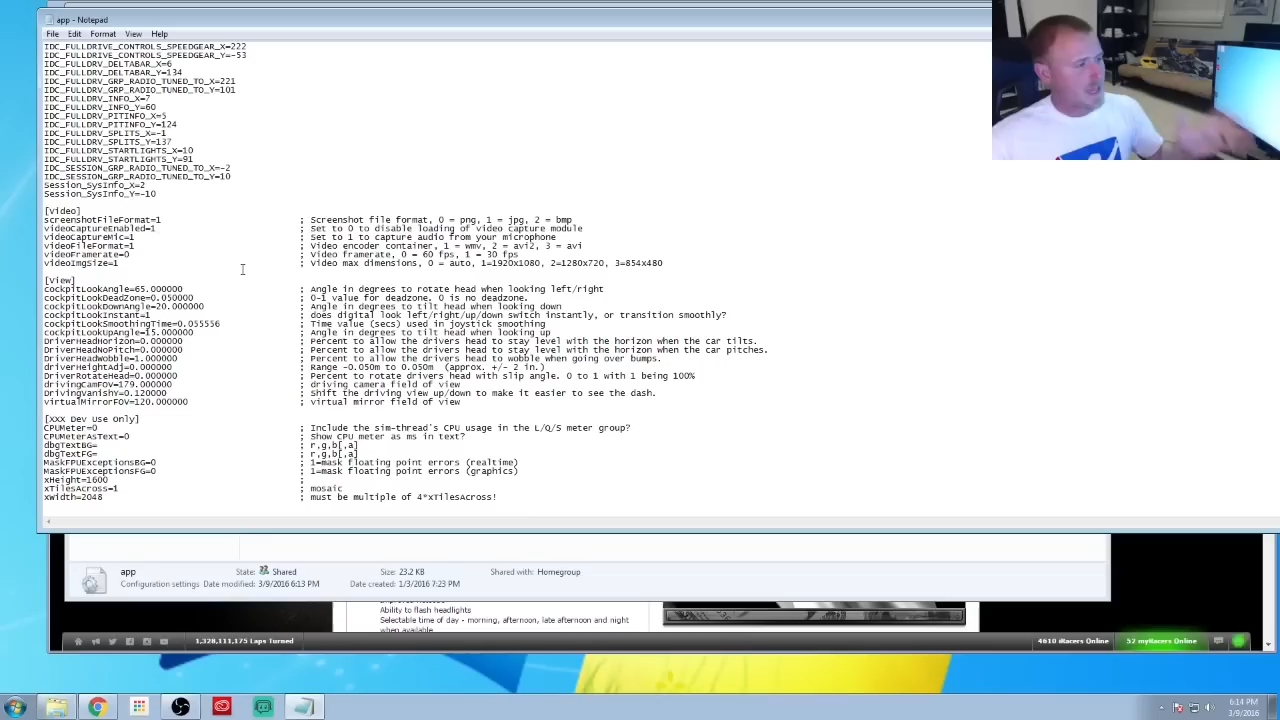 app - Notepad
File Edit Format View Help
IDC_FULLDRIVE_CONTROLS_SPEEDGEAR_X=222
IDC_FULLDRIVE_CONTROLS_SPEEDGEAR_Y=-53
IDC_FULLDRV_DELTABAR_X=6
IDC_FULLDRV_DELTABAR_Y=134
IDC_FULLDRV_GRP_RADIO_TUNED_TO_X=221
IDC_FULLDRV_GRP_RADIO_TUNED_TO_Y=101
IDC_FULLDRV_INFO_X=7
IDC_FULLDRV_INFO_Y=60
IDC_FULLDRV_PITINFO_X=5
IDC_FULLDRV_PITINFO_Y=124
IDC_FULLDRV_SPLITS_X=-1
IDC_FULLDRV_SPLITS_Y=137
IDC_FULLDRV_STARTLIGHTS_X=10
IDC_FULLDRV_STARTLIGHTS_Y=91
IDC_SESSION_GRP_RADIO_TUNED_TO_X=-2
IDC_SESSION_GRP_RADIO_TUNED_TO_Y=10
Session_SysInfo_X=2
Session_SysInfo_Y=-10
[Video]
screenshotFileFormat=1 ; Screenshot file format, 0 = png, 1 = jpg, 2 = bmp
videoCaptureEnabled=1 ; Set to 0 to disable loading of video capture module
videoCaptureMic=1 ; Set to 1 to capture audio from your microphone
videoFileFormat=1 ; Video encoder container, 1 = wmv, 2 = avi2, 3 = avi
videoFramerate=0 ; Video framerate, 0 = 60 fps, 1 = 30 fps
videoImgSize=1 ; Video max dimensions, 0 = auto, 1=1920x1080, 2=1280x720, 3=854x480
[View]
cockpitLookAngle=65.000000 ; Angle in degrees to rotate head when looking left/right
cockpitLookDeadZone=0.050000 ; 0-1 value for deadzone. 0 is no deadzone.
cockpitLookDownAngle=20.000000 ; Angle in degrees to tilt head when looking down
cockpitLookInstant=1 ; does digital look left/right/up/down switch instantly, or transition smoothly?
cockpitLookSmoothingTime=0.055556 ; Time value (secs) used in joystick smoothing
cockpitLookUpAngle=15.000000 ; Angle in degrees to tilt head when looking up
DriverHeadHorizon=0.000000 ; Percent to allow the drivers head to stay level with the horizon when the car tilts.
DriverHeadNoPitch=0.000000 ; Percent to allow the drivers head to stay level with the horizon when the car pitches.
DriverHeadWobble=1.000000 ; Percent to allow the drivers head to wobble when going over bumps.
driverHeightAdj=0.000000 ; Range -0.050m to 0.050m (approx. +/- 2 in.)
DriverRotateHead=0.000000 ; Percent to rotate drivers head with slip angle. 0 to 1 with 1 being 100%
drivingCamFOV=179.000000 ; driving camera field of view
DrivingVanishY=0.120000 ; Shift the driving view up/down to make it easier to see the dash.
virtualMirrorFOV=120.000000 ; virtual mirror field of view
[XXX Dev Use Only]
CPUMeter=0 ; Include the sim-thread's CPU usage in the L/Q/S meter group?
CPUMeterAsText=0 ; Show CPU meter as ms in text?
dbgTextBG= ; r,g,b[,a]
dbgTextFG= ; r,g,b[,a]
MaskFPUExceptionsBG=0 ; 1=mask floating point errors (realtime)
MaskFPUExceptionsFG=0 ; 1=mask floating point errors (graphics)
xHeight=1600 ;
xTilesAcross=1 ; mosaic
xWidth=2048 ; must be multiple of 4*xTilesAcross!
app State: Shared Size: 23.2 KB Shared with: Homegroup
Configuration settings Date modified: 3/9/2016 6:13 PM Date created: 1/3/2016 7:23 PM
Ability to flash headlights
Selectable time of day - morning, afternoon, late afternoon and night
when available
1,328,111,175 Laps Turned 4610 iRacers Online 52 myRacers Online
6:14 PM
3/9/2016